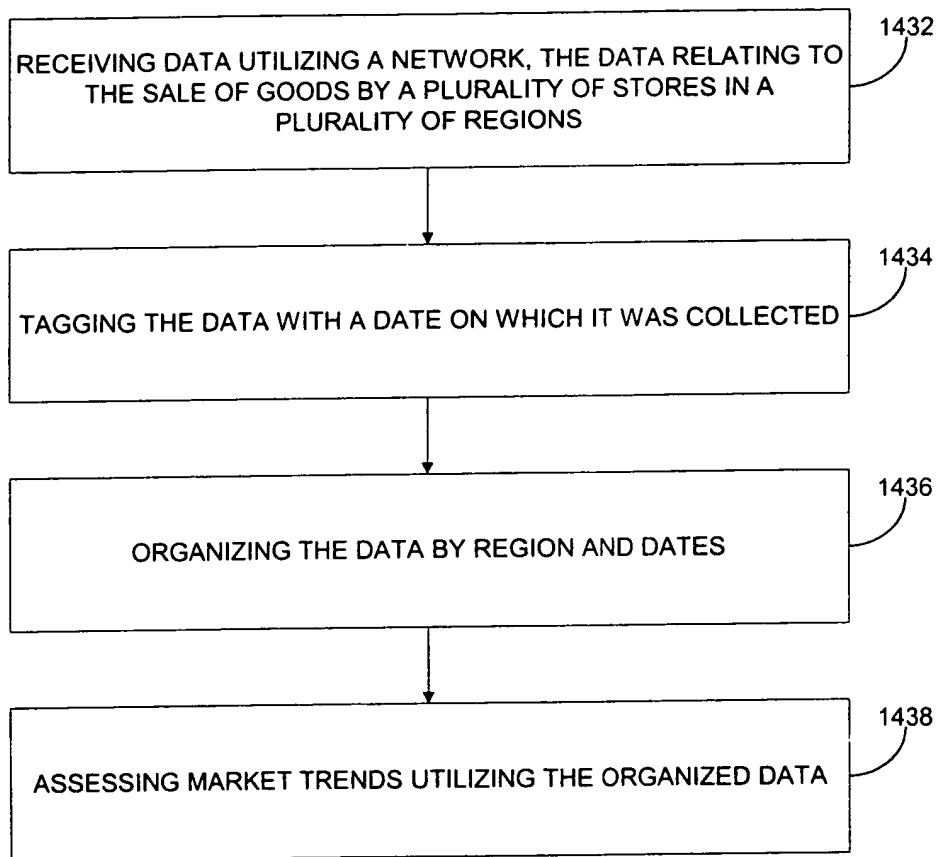 1432
RECEIVING DATA UTILIZING A NETWORK, THE DATA RELATING TO
THE SALE OF GOODS BY A PLURALITY OF STORES IN A
PLURALITY OF REGIONS
1434
TAGGING THE DATA WITH A DATE ON WHICH IT WAS COLLECTED
1436
ORGANIZING THE DATA BY REGION AND DATES
1438
ASSESSING MARKET TRENDS UTILIZING THE ORGANIZED DATA